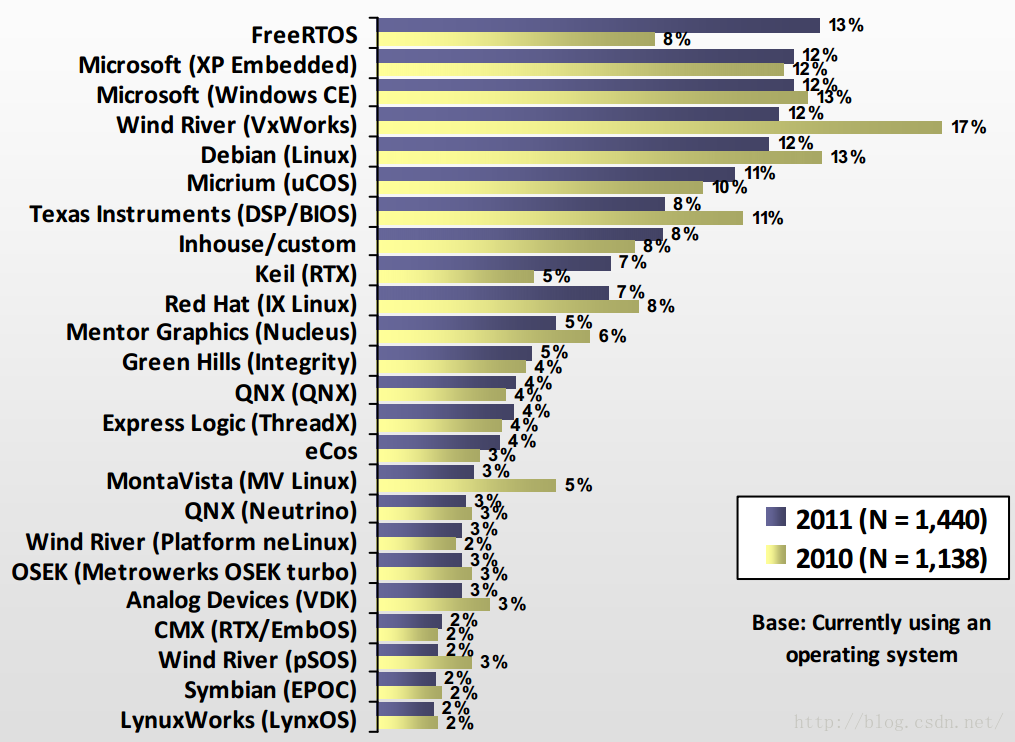 FreeRTOS 13% 8%
Microsoft (XP Embedded) 12% 12%
Microsoft (Windows CE) 12% 13%
Wind River (VxWorks) 12% 17%
Debian (Linux) 12% 13%
Micrium (uCOS) 11% 10%
Texas Instruments (DSP/BIOS) 8% 11%
Inhouse/custom 8% 8%
Keil (RTX) 7% 5%
Red Hat (IX Linux) 7% 8%
Mentor Graphics (Nucleus) 5% 6%
Green Hills (Integrity) 5% 4%
QNX (QNX) 4% 4%
Express Logic (ThreadX) 4% 4%
eCos 4% 3%
MontaVista (MV Linux) 3% 5%
QNX (Neutrino) 3% 3%
Wind River (Platform neLinux) 3% 2%
OSEK (Metrowerks OSEK turbo) 3% 3%
Analog Devices (VDK) 3% 3%
CMX (RTX/EmbOS) 2% 2%
Wind River (pSOS) 2% 3%
Symbian (EPOC) 2% 2%
LynuxWorks (LynxOS) 2% 2%
2011 (N = 1,440)
2010 (N = 1,138)
Base: Currently using an
operating system
http://blog.csdn.net/